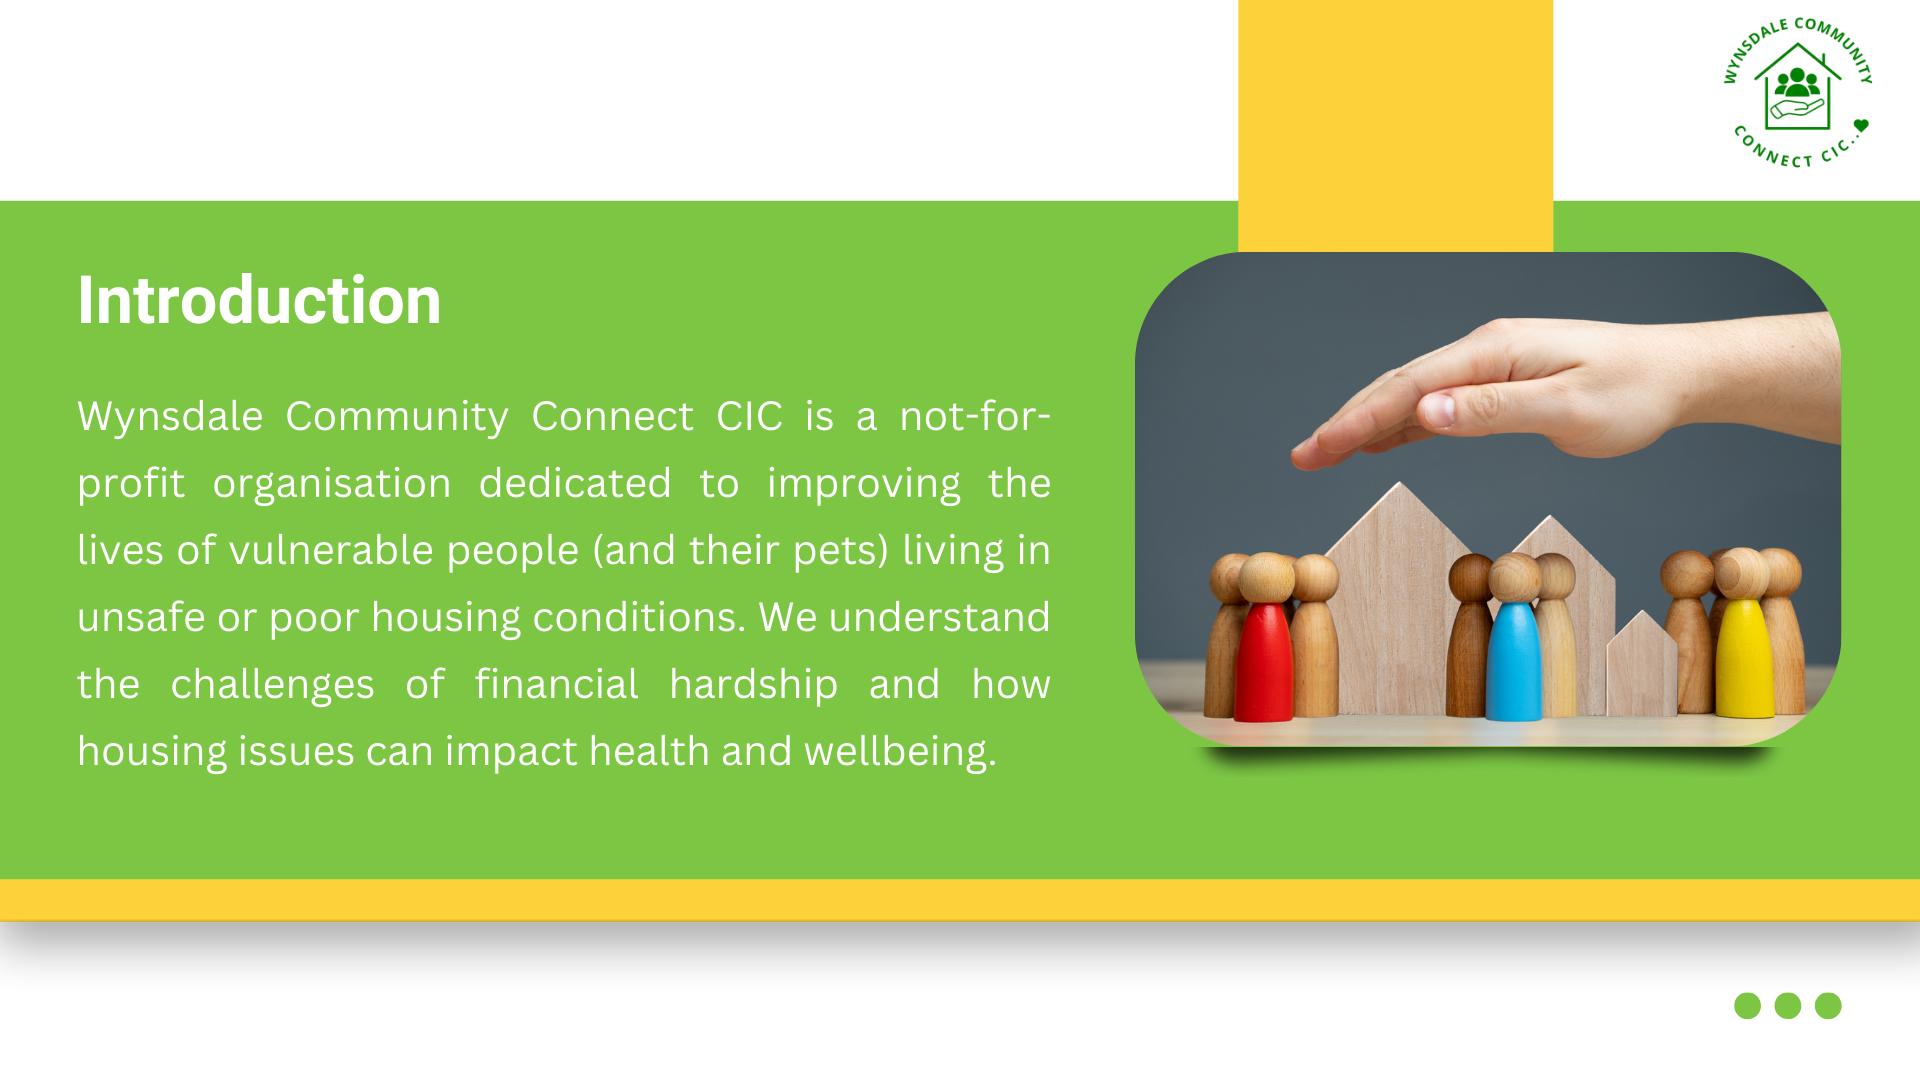 WYNSDALE COMMUNITY
CONNECT CIC..
Introduction
Wynsdale Community Connect CIC is a not-for-
profit organisation dedicated to improving the
lives of vulnerable people (and their pets) living in
unsafe or poor housing conditions. We understand
the challenges of financial hardship and how
housing issues can impact health and wellbeing.